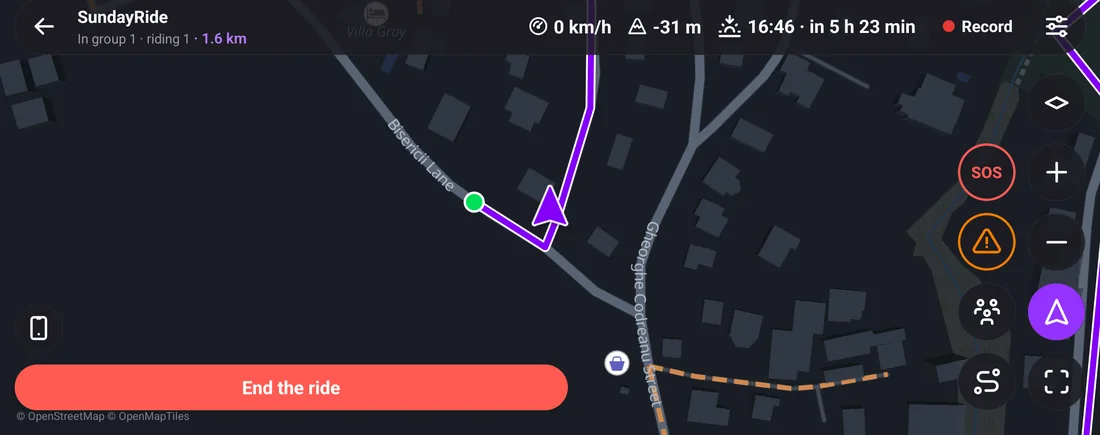 SundayRide
In group 1 · riding 1 · 1.6 km
0 km/h
-31 m
16:46 · in 5 h 23 min
Record
Villa Gray
Bisericii Lane
Gheorghe Codreanu Street
SOS
End the ride
© OpenStreetMap © OpenMapTiles